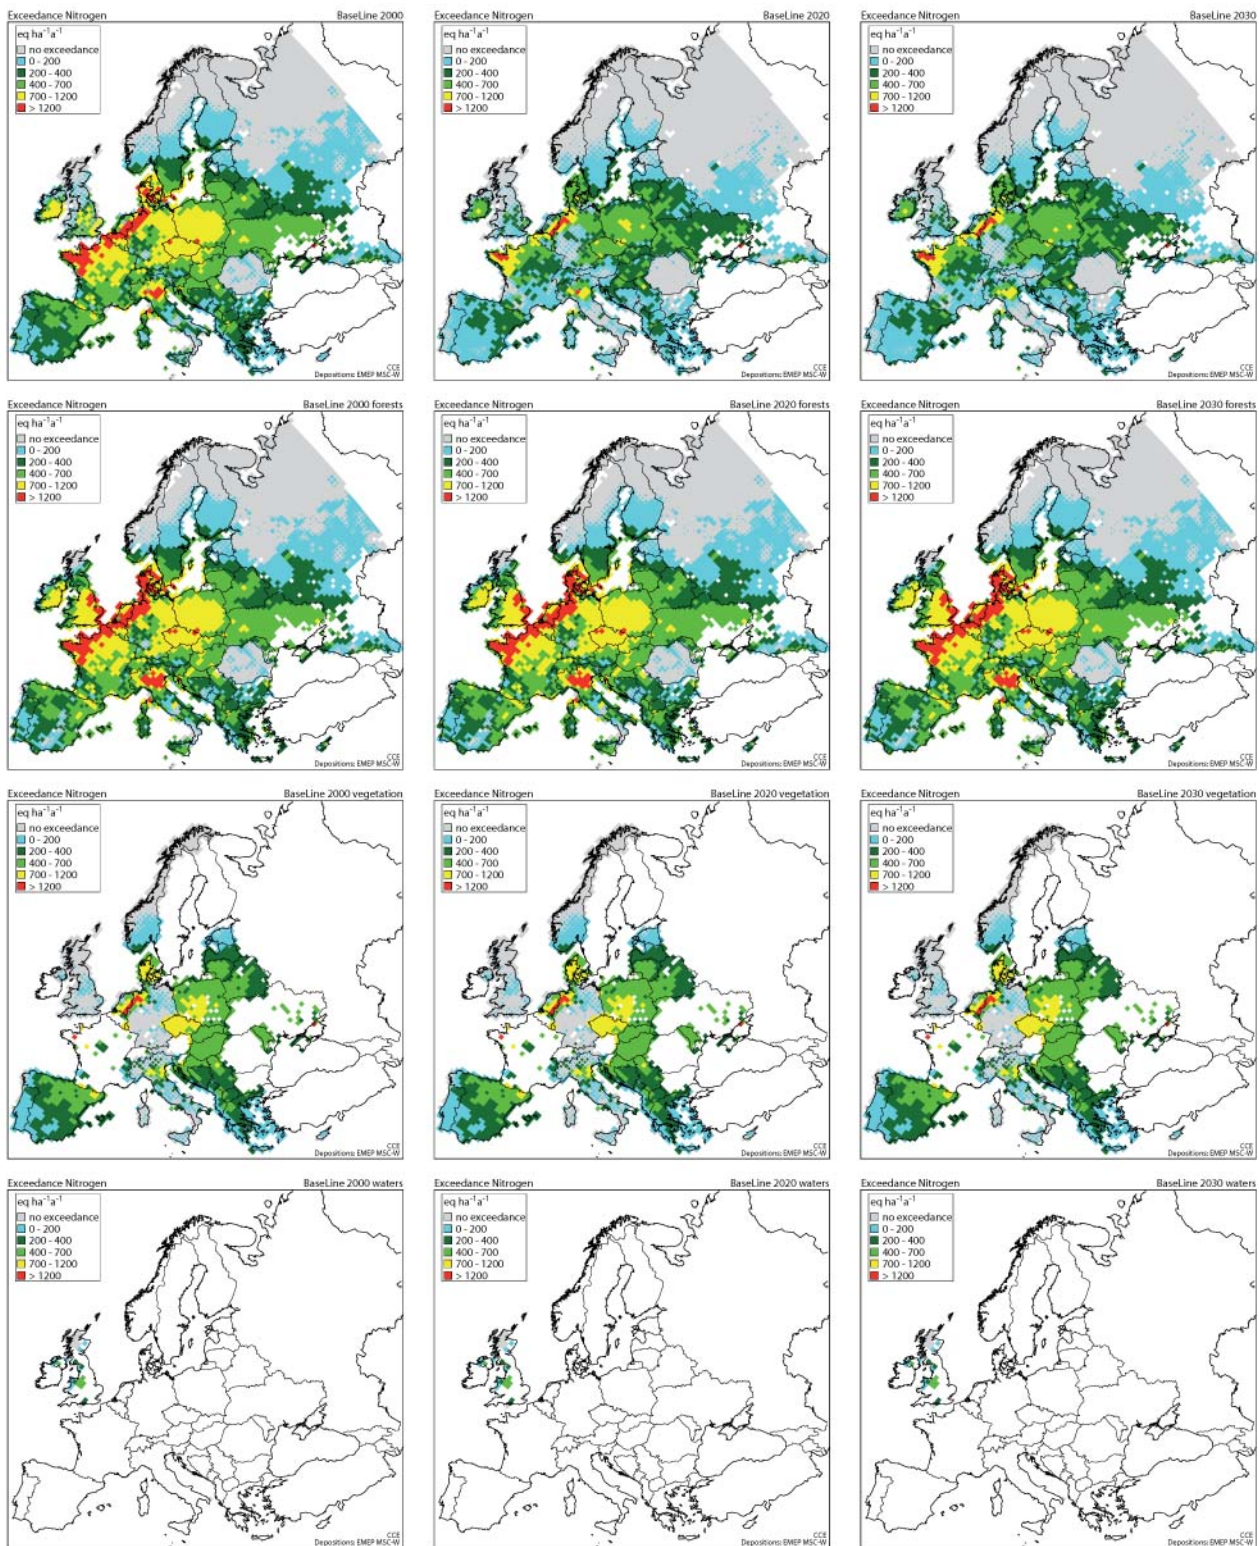 Exceedance Nitrogen BaseLine 2000
eq ha⁻¹a⁻¹
no exceedance
0 - 200
200 - 400
400 - 700
700 - 1200
> 1200
CCE
Depositions: EMEP MSC-W
Exceedance Nitrogen BaseLine 2020
eq ha⁻¹a⁻¹
no exceedance
0 - 200
200 - 400
400 - 700
700 - 1200
> 1200
CCE
Depositions: EMEP MSC-W
Exceedance Nitrogen BaseLine 2030
eq ha⁻¹a⁻¹
no exceedance
0 - 200
200 - 400
400 - 700
700 - 1200
> 1200
CCE
Depositions: EMEP MSC-W
Exceedance Nitrogen BaseLine 2000 forests
eq ha⁻¹a⁻¹
no exceedance
0 - 200
200 - 400
400 - 700
700 - 1200
> 1200
CCE
Depositions: EMEP MSC-W
Exceedance Nitrogen BaseLine 2020 forests
eq ha⁻¹a⁻¹
no exceedance
0 - 200
200 - 400
400 - 700
700 - 1200
> 1200
CCE
Depositions: EMEP MSC-W
Exceedance Nitrogen BaseLine 2030 forests
eq ha⁻¹a⁻¹
no exceedance
0 - 200
200 - 400
400 - 700
700 - 1200
> 1200
CCE
Depositions: EMEP MSC-W
Exceedance Nitrogen BaseLine 2000 vegetation
eq ha⁻¹a⁻¹
no exceedance
0 - 200
200 - 400
400 - 700
700 - 1200
> 1200
CCE
Depositions: EMEP MSC-W
Exceedance Nitrogen BaseLine 2020 vegetation
eq ha⁻¹a⁻¹
no exceedance
0 - 200
200 - 400
400 - 700
700 - 1200
> 1200
CCE
Depositions: EMEP MSC-W
Exceedance Nitrogen BaseLine 2030 vegetation
eq ha⁻¹a⁻¹
no exceedance
0 - 200
200 - 400
400 - 700
700 - 1200
> 1200
CCE
Depositions: EMEP MSC-W
Exceedance Nitrogen BaseLine 2000 waters
eq ha⁻¹a⁻¹
no exceedance
0 - 200
200 - 400
400 - 700
700 - 1200
> 1200
CCE
Depositions: EMEP MSC-W
Exceedance Nitrogen BaseLine 2020 waters
eq ha⁻¹a⁻¹
no exceedance
0 - 200
200 - 400
400 - 700
700 - 1200
> 1200
CCE
Depositions: EMEP MSC-W
Exceedance Nitrogen BaseLine 2030 waters
eq ha⁻¹a⁻¹
no exceedance
0 - 200
200 - 400
400 - 700
700 - 1200
> 1200
CCE
Depositions: EMEP MSC-W